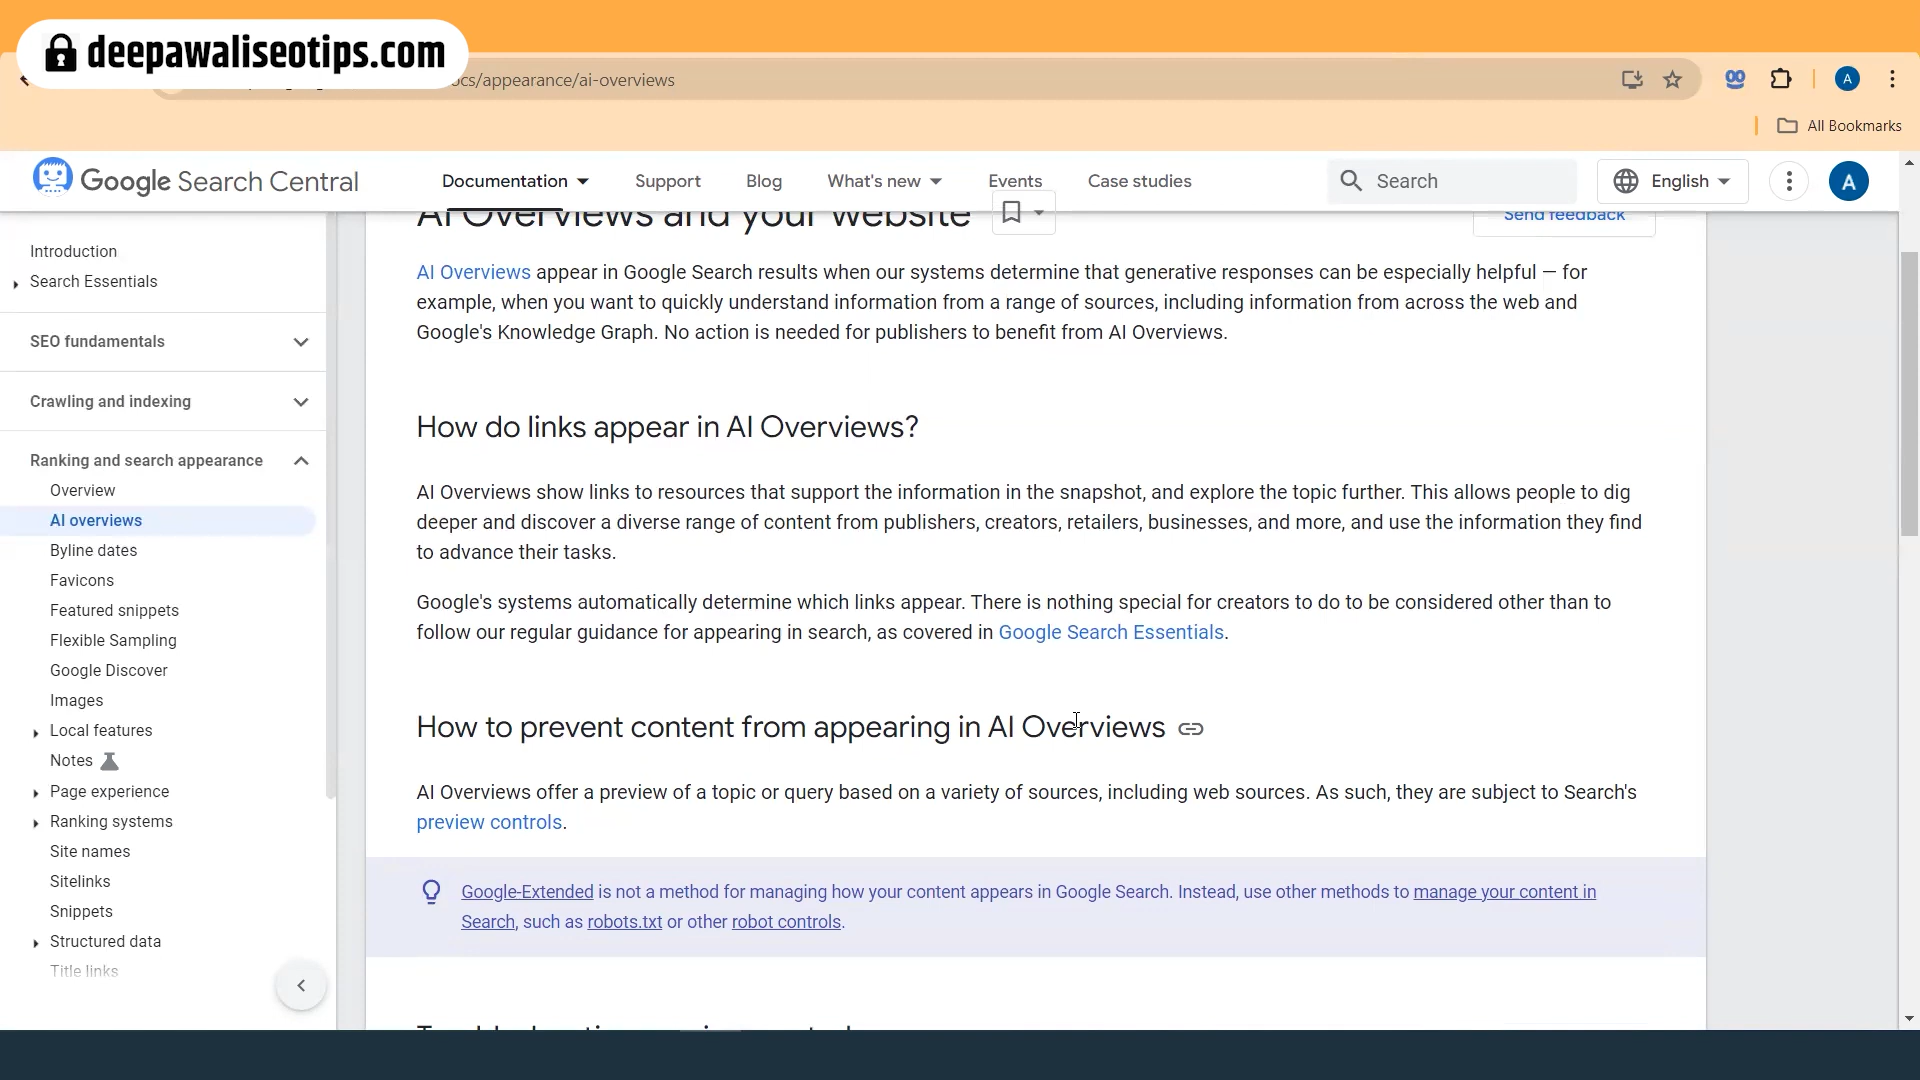 deepawaliseotips.com
ocs/appearance/ai-overviews
A
All Bookmarks
Google Search Central
Documentation
Support
Blog
What's new
Events
Case studies
Search
English
A
AI Overviews and your website
Send feedback
Introduction
Search Essentials
SEO fundamentals
Crawling and indexing
Ranking and search appearance
Overview
AI overviews
Byline dates
Favicons
Featured snippets
Flexible Sampling
Google Discover
Images
Local features
Notes
Page experience
Ranking systems
Site names
Sitelinks
Snippets
Structured data
Title links
AI Overviews appear in Google Search results when our systems determine that generative responses can be especially helpful — for
example, when you want to quickly understand information from a range of sources, including information from across the web and
Google's Knowledge Graph. No action is needed for publishers to benefit from AI Overviews.
How do links appear in AI Overviews?
AI Overviews show links to resources that support the information in the snapshot, and explore the topic further. This allows people to dig
deeper and discover a diverse range of content from publishers, creators, retailers, businesses, and more, and use the information they find
to advance their tasks.
Google's systems automatically determine which links appear. There is nothing special for creators to do to be considered other than to
follow our regular guidance for appearing in search, as covered in Google Search Essentials.
How to prevent content from appearing in AI Overviews
AI Overviews offer a preview of a topic or query based on a variety of sources, including web sources. As such, they are subject to Search's
preview controls.
Google-Extended is not a method for managing how your content appears in Google Search. Instead, use other methods to manage your content in
Search, such as robots.txt or other robot controls.